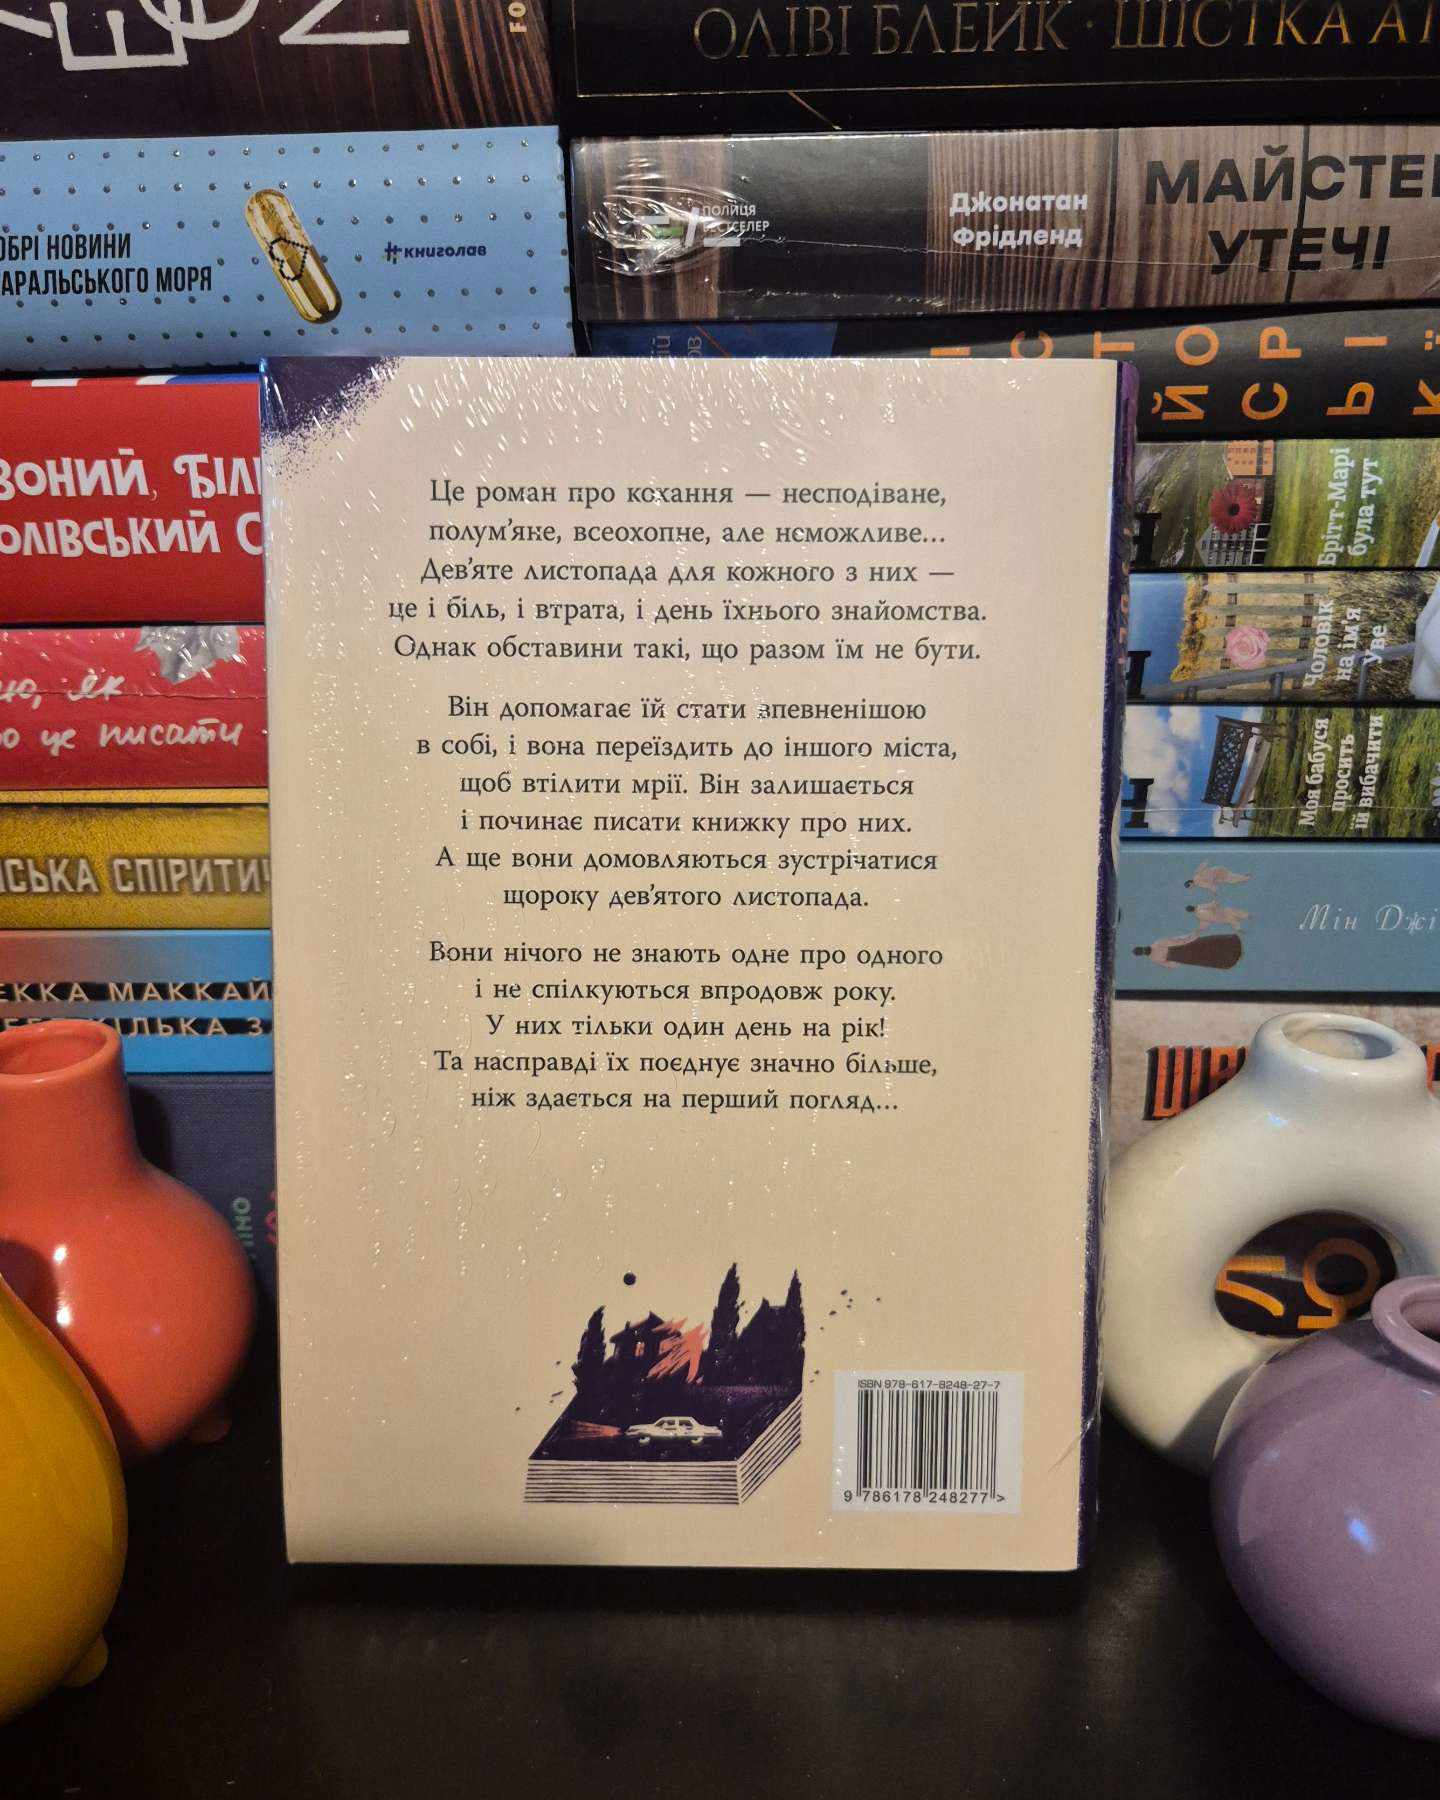 ОЛІВІ БЛЕЙК · ШІСТКА
МАЙСТЕР
УТЕЧІ
Джонатан
Фрідленд
ПОЛИЦЯ
БЕСТСЕЛЕР
ОБРІ НОВИНИ
АРАЛЬСЬКОГО МОРЯ
#книголав
ВОНИЙ, БІЛ
ОЛІВСЬКИЙ С
ю, як
о це писати
СЬКА СПІРИТИЧ
ЕККА МАККАЙ
КІЛЬКА ЗА
Це роман про кохання — несподіване,
полум'яне, всеохопне, але неможливе...
Дев'яте листопада для кожного з них —
це і біль, і втрата, і день їхнього знайомства.
Однак обставини такі, що разом їм не бути.
Він допомагає їй стати впевненішою
в собі, і вона переїздить до іншого міста,
щоб втілити мрії. Він залишається
і починає писати книжку про них.
А ще вони домовляються зустрічатися
щороку дев'ятого листопада.
Вони нічого не знають одне про одного
і не спілкуються впродовж року.
У них тільки один день на рік!
Та насправді їх поєднує значно більше,
ніж здається на перший погляд...
ISBN 978-617-8248-27-7
9 786178 248277 >
Брітт-Марі
була тут
Чоловік
на ім'я
Уве
Моя бабуся
просить
їй вибачити
Мін Джі